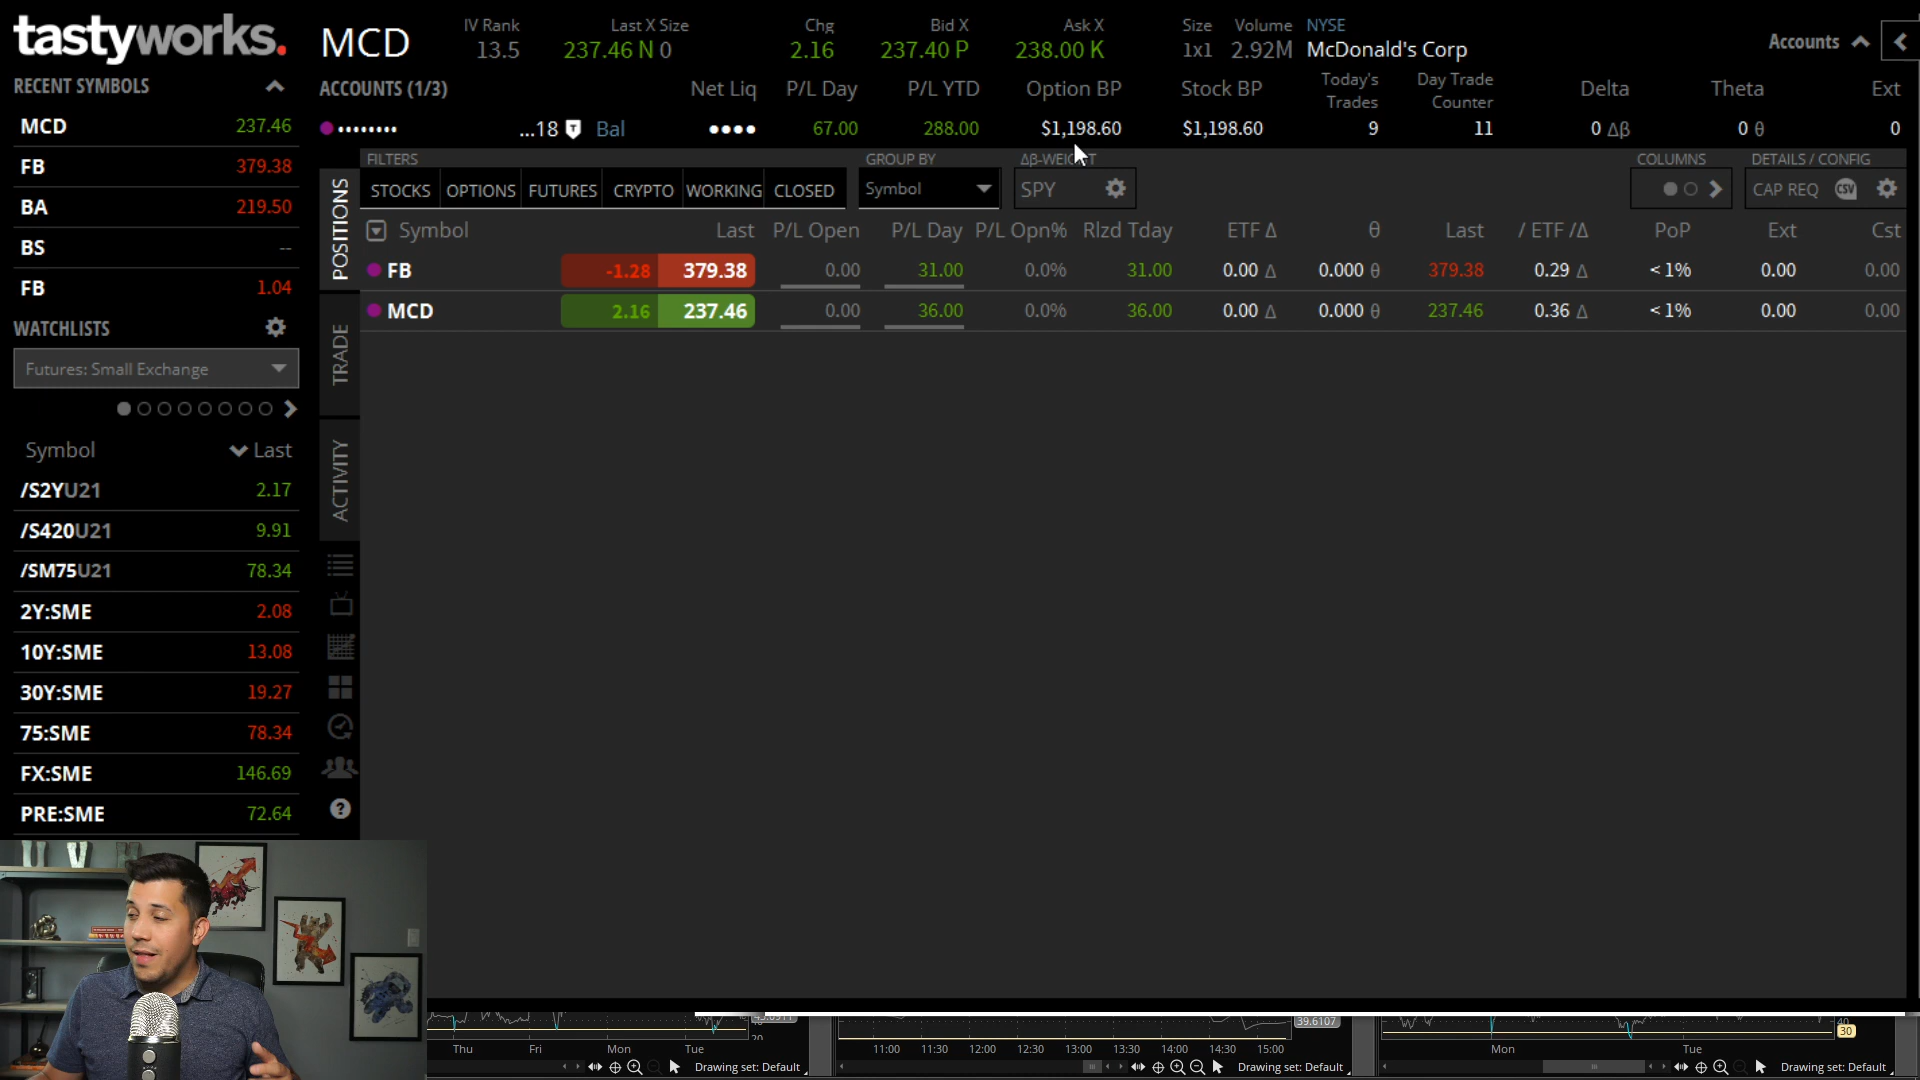 tastyworks.
MCD
IV Rank
13.5
Last X Size
237.46 N 0
Chg
2.16
Bid X
237.40 P
Ask X
238.00 K
Size
1x1
Volume
2.92M
NYSE
McDonald's Corp
Accounts
RECENT SYMBOLS
MCD 237.46
FB 379.38
BA 219.50
BS --
FB 1.04
WATCHLISTS
Futures: Small Exchange
Symbol Last
/S2YU21 2.17
/S420U21 9.91
/SM75U21 78.34
2Y:SME 2.08
10Y:SME 13.08
30Y:SME 19.27
75:SME 78.34
FX:SME 146.69
PRE:SME 72.64
ACCOUNTS (1/3) Net Liq P/L Day P/L YTD Option BP Stock BP Today's Trades Day Trade Counter Delta Theta Ext
•••••••• ...18 T Bal •••• 67.00 288.00 $1,198.60 $1,198.60 9 11 0 Δβ 0 θ 0
POSITIONS
TRADE
ACTIVITY
FILTERS GROUP BY Δβ-WEIGHT COLUMNS DETAILS / CONFIG
STOCKS OPTIONS FUTURES CRYPTO WORKING CLOSED Symbol SPY CAP REQ CSV
Symbol Last P/L Open P/L Day P/L Opn% Rlzd Tday ETF Δ θ Last / ETF /Δ PoP Ext Cst
FB -1.28 379.38 0.00 31.00 0.0% 31.00 0.00 Δ 0.000 θ 379.38 0.29 Δ <1% 0.00 0.00
MCD 2.16 237.46 0.00 36.00 0.0% 36.00 0.00 Δ 0.000 θ 237.46 0.36 Δ <1% 0.00 0.00
?
39.6107
30
Thu Fri Mon Tue
11:00 11:30 12:00 12:30 13:00 13:30 14:00 14:30 15:00
Mon Tue
Drawing set: Default
Drawing set: Default
Drawing set: Default